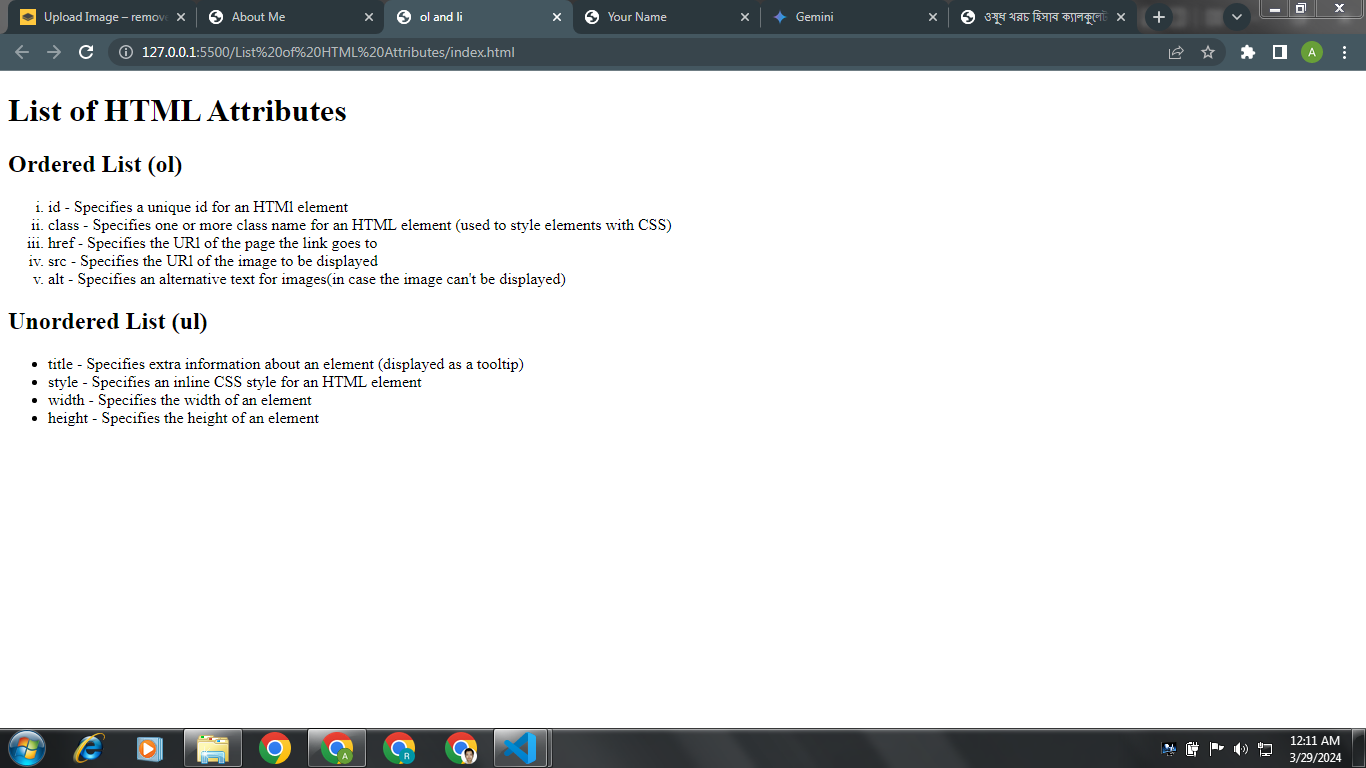 Upload Image – remov
About Me
ol and li
Your Name
Gemini
ওষুধ খরচ হিসাব ক্যালকুলেট
127.0.0.1:5500/List%20of%20HTML%20Attributes/index.html
A
List of HTML Attributes
Ordered List (ol)
i. id - Specifies a unique id for an HTMl element
ii. class - Specifies one or more class name for an HTML element (used to style elements with CSS)
iii. href - Specifies the URl of the page the link goes to
iv. src - Specifies the URl of the image to be displayed
v. alt - Specifies an alternative text for images(in case the image can't be displayed)
Unordered List (ul)
• title - Specifies extra information about an element (displayed as a tooltip)
• style - Specifies an inline CSS style for an HTML element
• width - Specifies the width of an element
• height - Specifies the height of an element
A
R
12:11 AM
3/29/2024